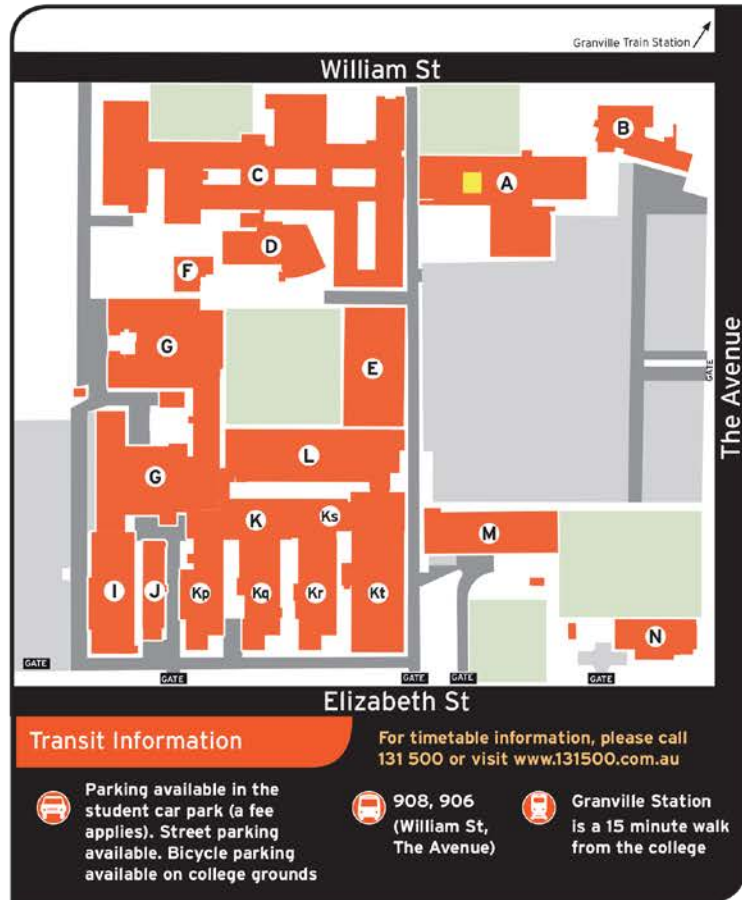 Granville Train Station
William St
B
C
A
D
F
G
E
The Avenue
GATE
L
G
K
Ks
M
I
J
Kp
Kq
Kr
Kt
N
GATE
GATE
GATE
GATE
GATE
Elizabeth St
Transit Information
For timetable information, please call
131 500 or visit www.131500.com.au
Parking available in the
student car park (a fee
applies). Street parking
available. Bicycle parking
available on college grounds
908, 906
(William St,
The Avenue)
Granville Station
is a 15 minute walk
from the college